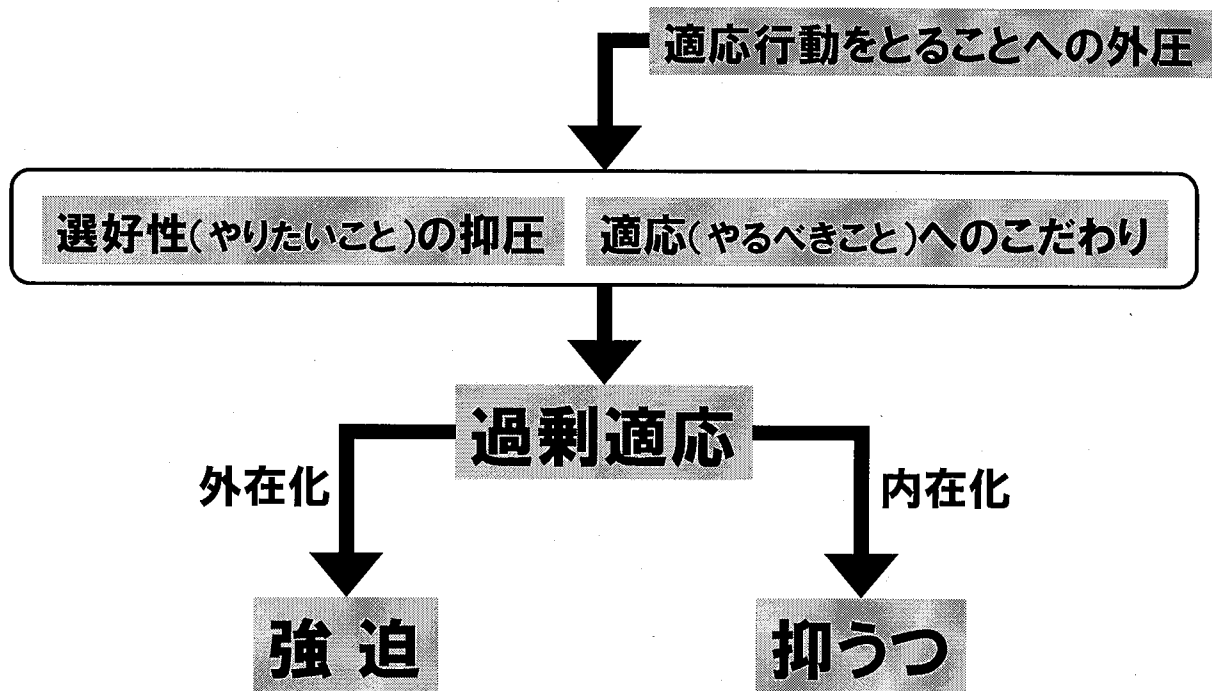 適応行動をとることへの外圧
選好性(やりたいこと)の抑圧
適応(やるべきこと)へのこだわり
過剰適応
外在化
内在化
強 迫
抑うつ